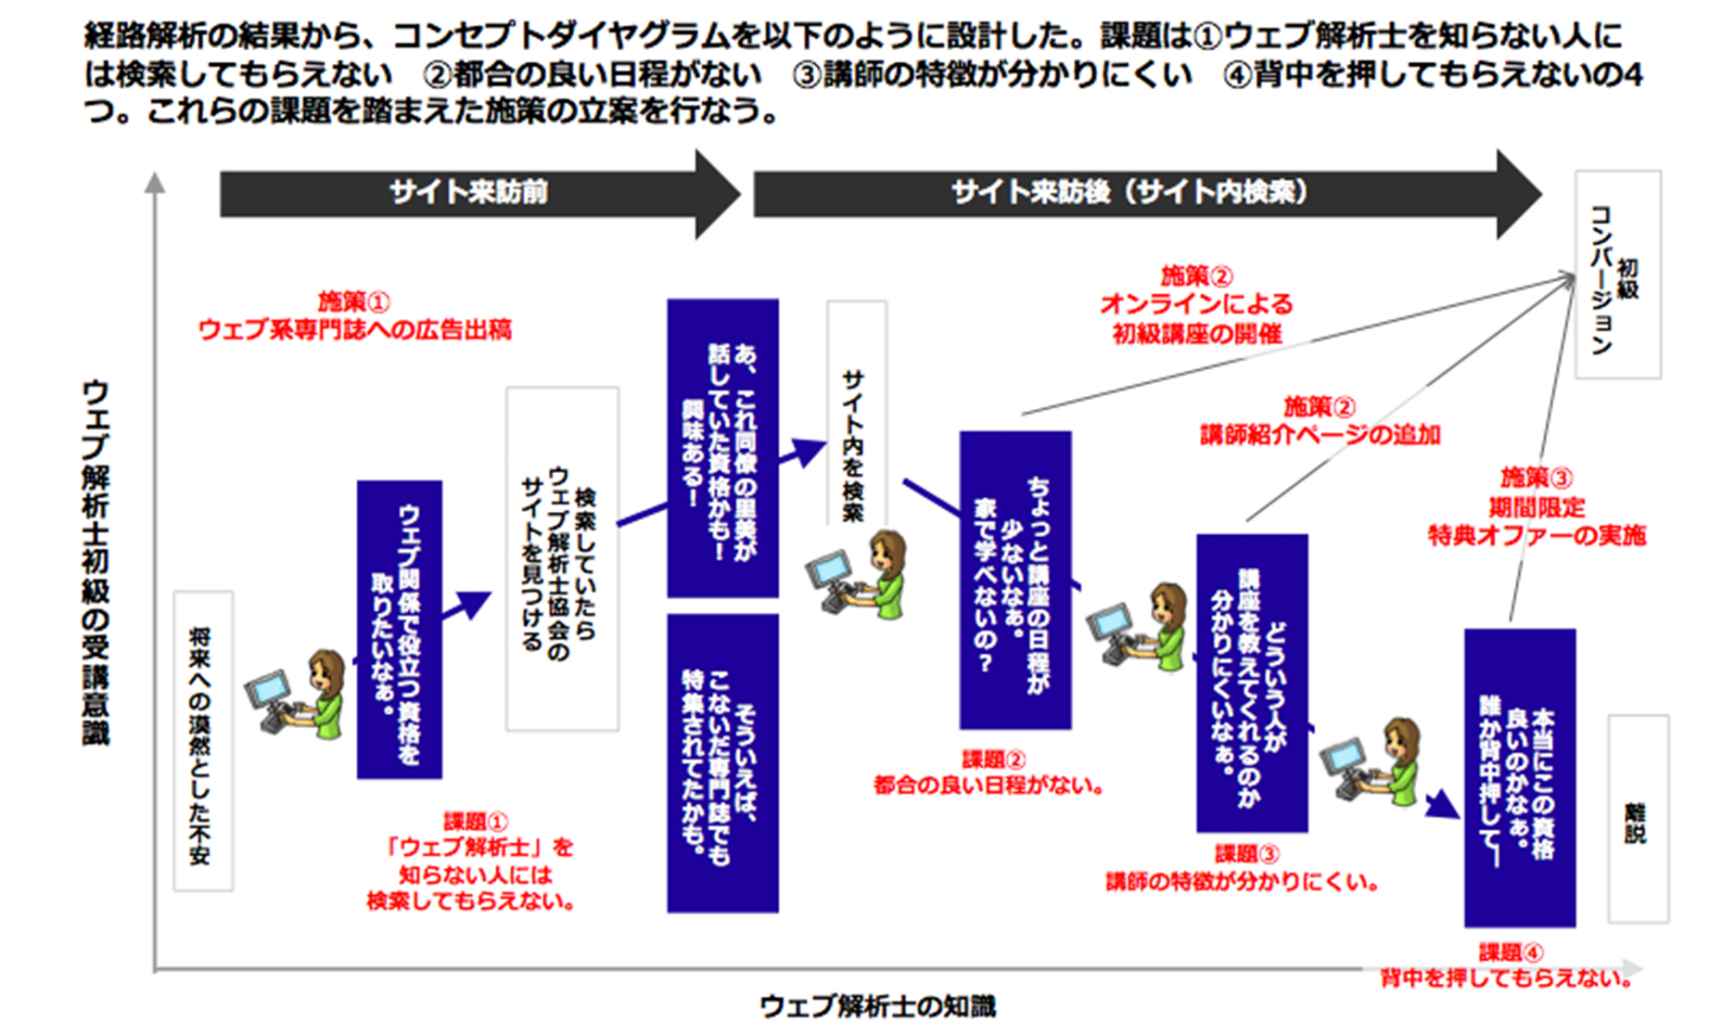 経路解析の結果から、コンセプトダイヤグラムを以下のように設計した。課題は①ウェブ解析士を知らない人に
は検索してもらえない　②都合の良い日程がない　③講師の特徴が分かりにくい　④背中を押してもらえないの4
つ。これらの課題を踏まえた施策の立案を行なう。
サイト来訪前
サイト来訪後（サイト内検索）
初級
コンバージョン
施策①
ウェブ系専門誌への広告出稿
施策②
オンラインによる
初級講座の開催
施策②
講師紹介ページの追加
施策③
期間限定
特典オファーの実施
ウェブ解析士初級の受講意識
将来への漠然とした不安
ウェブ関係で役立つ資格を
取りたいなぁ。
検索していたら
ウェブ解析士協会の
サイトを見つける
あ、これ同僚の里美が
話していた資格かも！
興味ある！
そういえば、
こないだ専門誌でも
特集されてたかも。
サイト内を検索
ちょっと講座の日程が
少ないなぁ。
家で学べないの？
どういう人が
講座を教えてくれるのか
分かりにくいなぁ。
本当にこの資格
良いのかなぁ。
誰か背中押してー
離説
課題①
「ウェブ解析士」を
知らない人には
検索してもらえない。
課題②
都合の良い日程がない。
課題③
講師の特徴が分かりにくい。
課題④
背中を押してもらえない。
ウェブ解析士の知識